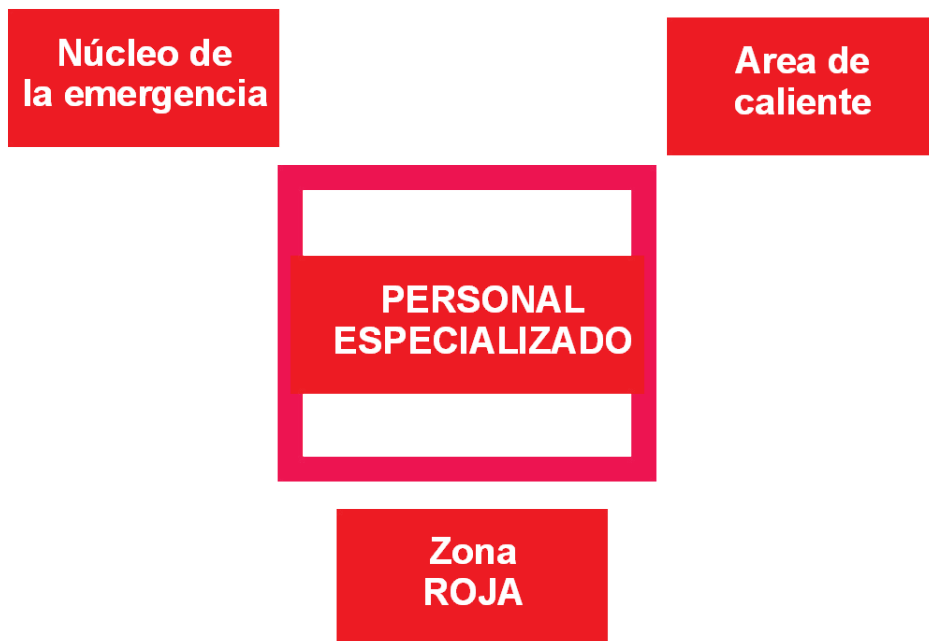 Núcleo de
la emergencia
Area de
caliente
PERSONAL
ESPECIALIZADO
Zona
ROJA